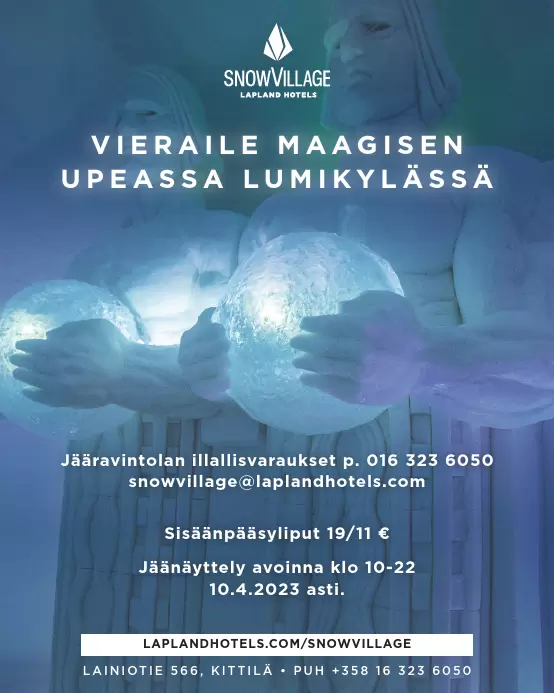 SNOWVILLAGE
LAPLAND HOTELS
VIERAILE MAAGISEN
UPEASSA LUMIKYLÄSSÄ
Jääravintolan illallisvaraukset p. 016 323 6050
snowvillage@laplandhotels.com
Sisäänpääsyliput 19/11 €
Jäänäyttely avoinna klo 10-22
10.4.2023 asti.
LAPLANDHOTELS.COM/SNOWVILLAGE
LAINIOTIE 566, KITTILÄ • PUH +358 16 323 6050